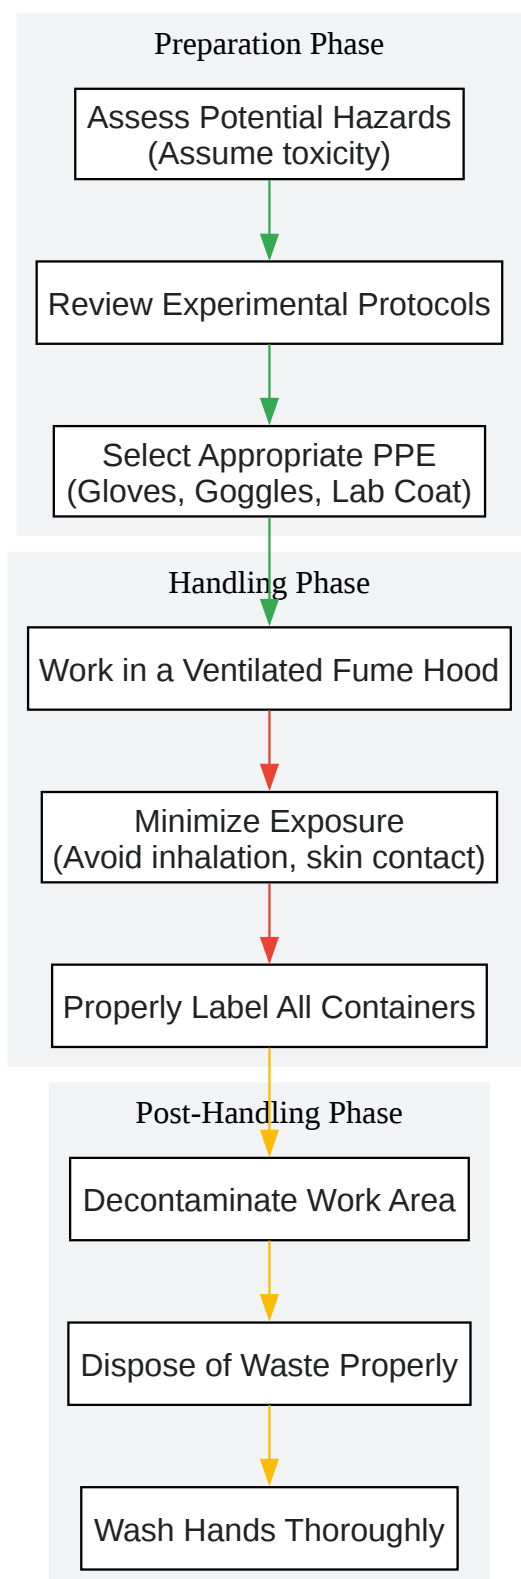 Preparation Phase
Assess Potential Hazards
(Assume toxicity)
Review Experimental Protocols
Select Appropriate PPE
(Gloves, Goggles, Lab Coat)
Handling Phase
Work in a Ventilated Fume Hood
Minimize Exposure
(Avoid inhalation, skin contact)
Properly Label All Containers
Post-Handling Phase
Decontaminate Work Area
Dispose of Waste Properly
Wash Hands Thoroughly